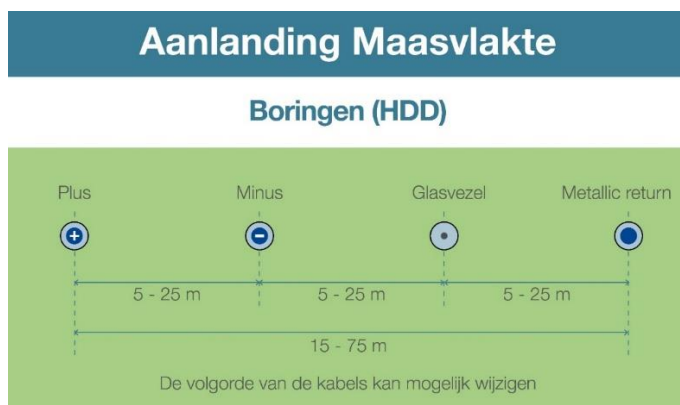 Aanlanding Maasvlakte
Boringen (HDD)
Plus Minus Glasvezel Metallic return
5 - 25 m 5 - 25 m 5 - 25 m
15 - 75 m
De volgorde van de kabels kan mogelijk wijzigen